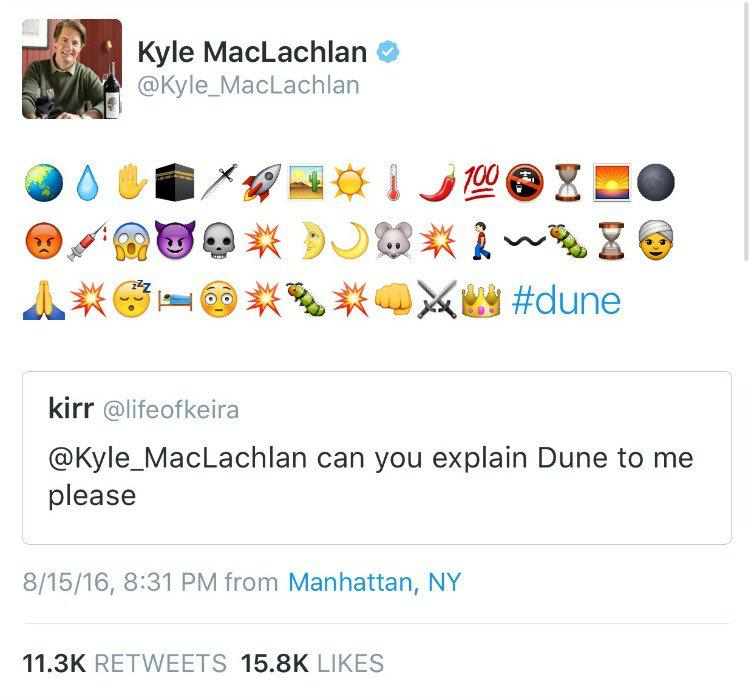 Kyle MacLachlan
@Kyle_MacLachlan
🌏💧✋🕋🗡🚀🏜☀️🌡🌶💯🚱⏳🌅🌑
😡💉😱😈💀💥🌛🌙🐭💥🚶〰️🐛⏳👳
🙏💥😴🛏😳💥🐛💥👊⚔👑 #dune
kirr @lifeofkeira
@Kyle_MacLachlan can you explain Dune to me
please
8/15/16, 8:31 PM from Manhattan, NY
11.3K RETWEETS 15.8K LIKES